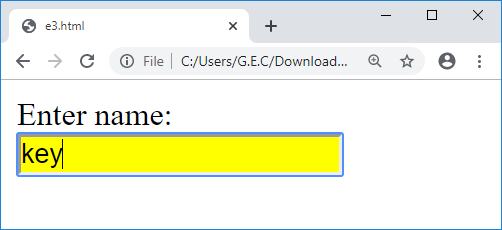 e3.html
File | C:/Users/G.E.C/Download...
Enter name:
key